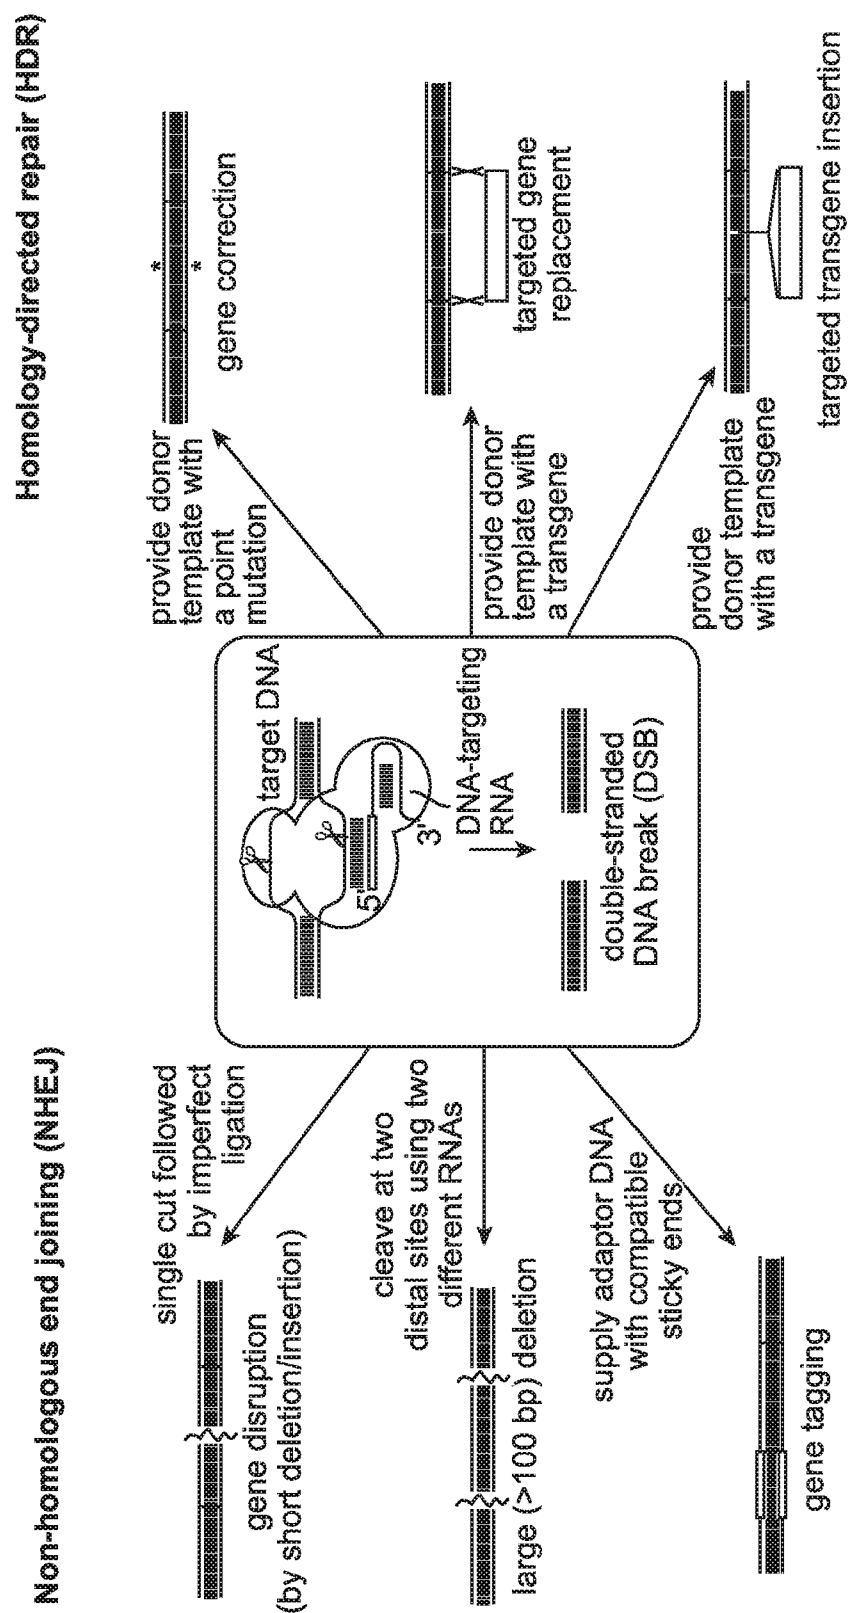 Non-homologous end joining (NHEJ)
Homology-directed repair (HDR)
single cut followed
by imperfect
ligation
gene disruption
(by short deletion/insertion)
cleave at two
distal sites using two
different RNAs
large (>100 bp) deletion
supply adaptor DNA
with compatible
sticky ends
gene tagging
target DNA
5'
3'
DNA-targeting
RNA
double-stranded
DNA break (DSB)
provide donor
template with
a point
mutation
*
*
gene correction
provide donor
template with
a transgene
targeted gene
replacement
provide
donor template
with a transgene
targeted transgene insertion